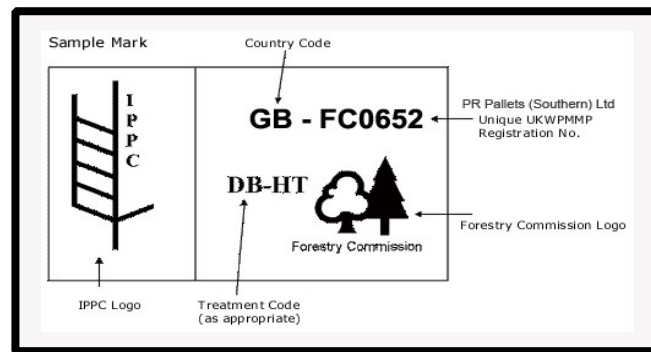 Sample Mark
Country Code
I
P
P
C
GB - FC0652
PR Pallets (Southern) Ltd
Unique UKWPMMP
Registration No.
DB-HT
Forestry Commission
Forestry Commission Logo
IPPC Logo
Treatment Code
(as appropriate)